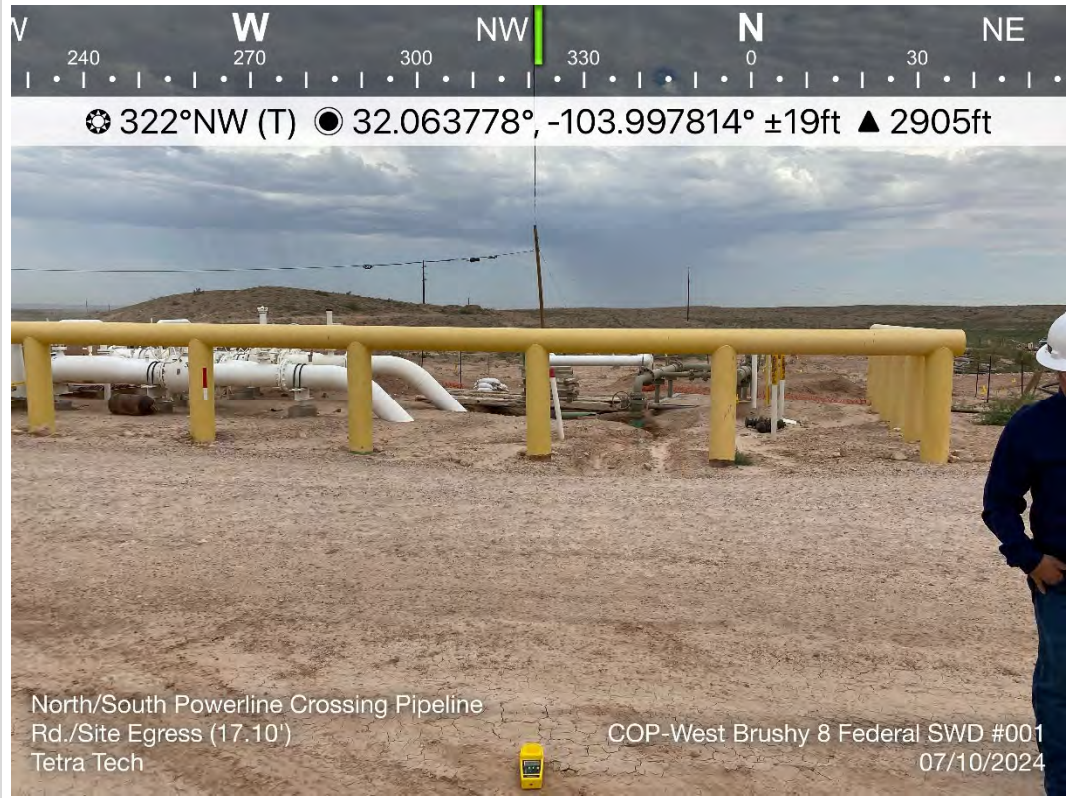 W W NW N NE
240 270 300 330 0 30
322°NW (T) 32.063778°, -103.997814° ±19ft ▲ 2905ft
North/South Powerline Crossing Pipeline
Rd./Site Egress (17.10')
Tetra Tech
COP-West Brushy 8 Federal SWD #001
07/10/2024